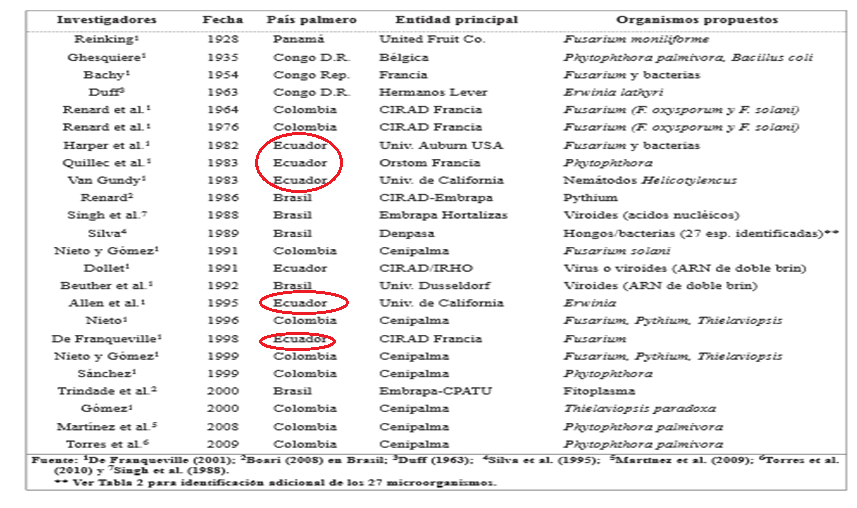 Investigadores Fecha País palmero Entidad principal Organismos propuestos
Reinking¹ 1928 Panamá United Fruit Co. Fusarium moniliforme
Ghesquiere¹ 1935 Congo D.R. Bélgica Phytophthora palmivora, Bacillus coli
Bachy¹ 1954 Congo Rep. Francia Fusarium y bacterias
Duff³ 1963 Congo D.R. Hermanos Lever Erwinia lathyri
Renard et al.¹ 1964 Colombia CIRAD Francia Fusarium (F. oxysporum y F. solani)
Renard et al.¹ 1976 Colombia CIRAD Francia Fusarium (F. oxysporum y F. solani)
Harper et al.¹ 1982 Ecuador Univ. Auburn USA Fusarium y bacterias
Quillec et al.¹ 1983 Ecuador Orstom Francia Phytophthora
Van Gundy¹ 1983 Ecuador Univ. de California Nemátodos Helicotylencus
Renard² 1986 Brasil CIRAD-Embrapa Pythium
Singh et al.⁷ 1988 Brasil Embrapa Hortalizas Viroides (acidos nucléicos)
Silva⁴ 1989 Brasil Denpasa Hongos/bacterias (27 esp. identificadas)**
Nieto y Gómez¹ 1991 Colombia Cenipalma Fusarium solani
Dollet¹ 1991 Ecuador CIRAD/IRHO Virus o viroides (ARN de doble brin)
Beuther et al.¹ 1992 Brasil Univ. Dusseldorf Viroides (ARN de doble brin)
Allen et al.¹ 1995 Ecuador Univ. de California Erwinia
Nieto¹ 1996 Colombia Cenipalma Fusarium, Pythium, Thielaviopsis
De Franqueville¹ 1998 Ecuador CIRAD Francia Fusarium
Nieto y Gómez¹ 1999 Colombia Cenipalma Fusarium, Pythium, Thielaviopsis
Sánchez¹ 1999 Colombia Cenipalma Phytophthora
Trindade et al.² 2000 Brasil Embrapa-CPATU Fitoplasma
Gómez¹ 2000 Colombia Cenipalma Thielaviopsis paradoxa
Martínez et al.⁵ 2008 Colombia Cenipalma Phytophthora palmivora
Torres et al.⁶ 2009 Colombia Cenipalma Phytophthora palmivora
Fuente: ¹De Franqueville (2001); ²Boari (2008) en Brasil; ³Duff (1963); ⁴Silva et al. (1995); ⁵Martínez et al. (2009); ⁶Torres et al.
(2010) y ⁷Singh et al. (1988).
** Ver Tabla 2 para identificación adicional de los 27 microorganismos.